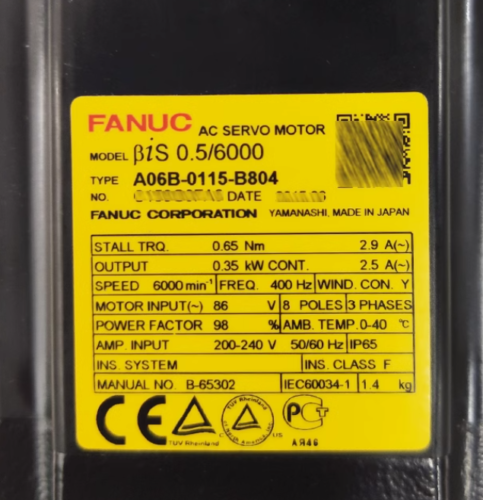 FANUC AC SERVO MOTOR
MODEL βiS 0.5/6000
TYPE A06B-0115-B804
NO. DATE
FANUC CORPORATION YAMANASHI, MADE IN JAPAN
STALL TRQ. 0.65 Nm 2.9 A(~)
OUTPUT 0.35 kW CONT. 2.5 A(~)
SPEED 6000 min⁻¹ FREQ. 400 Hz WIND. CON. Y
MOTOR INPUT(~) 86 V 8 POLES 3 PHASES
POWER FACTOR 98 % AMB. TEMP. 0-40 ℃
AMP. INPUT 200-240 V 50/60 Hz IP65
INS. SYSTEM INS. CLASS F
MANUAL NO. B-65302 IEC60034-1 1.4 kg
CE TUV Rheinland C US PCT
АЯ46